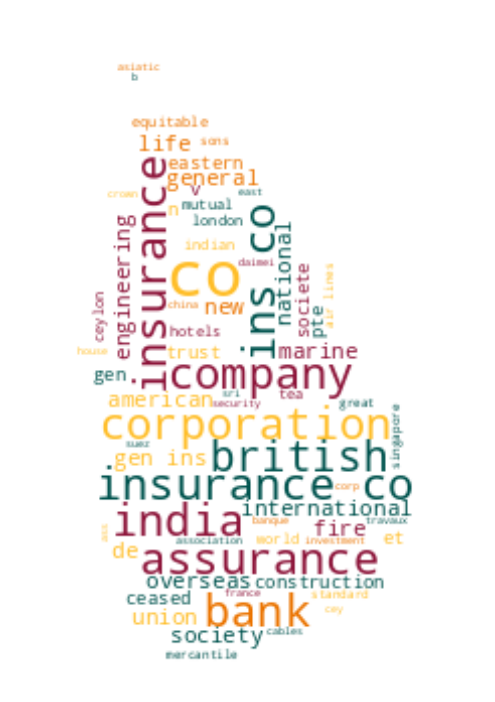 asiatic
b
equitable
life sons
eastern
general
insurance
v
east
crown
n mutual
london
ins co
engineering
national
indian
co
daimei
societe
air lines
ceylon
china new
pte
hotels
house
trust
marine
gen
company
american
sri
tea
security
great
corporation
singapore
suez
gen ins
british
insurance co
corp
international
india
banque
fire
travaux
ass
association
world
investment
et
de
assurance
overseas
construction
ceased
france
standard
cey
union
bank
society
cables
mercantile